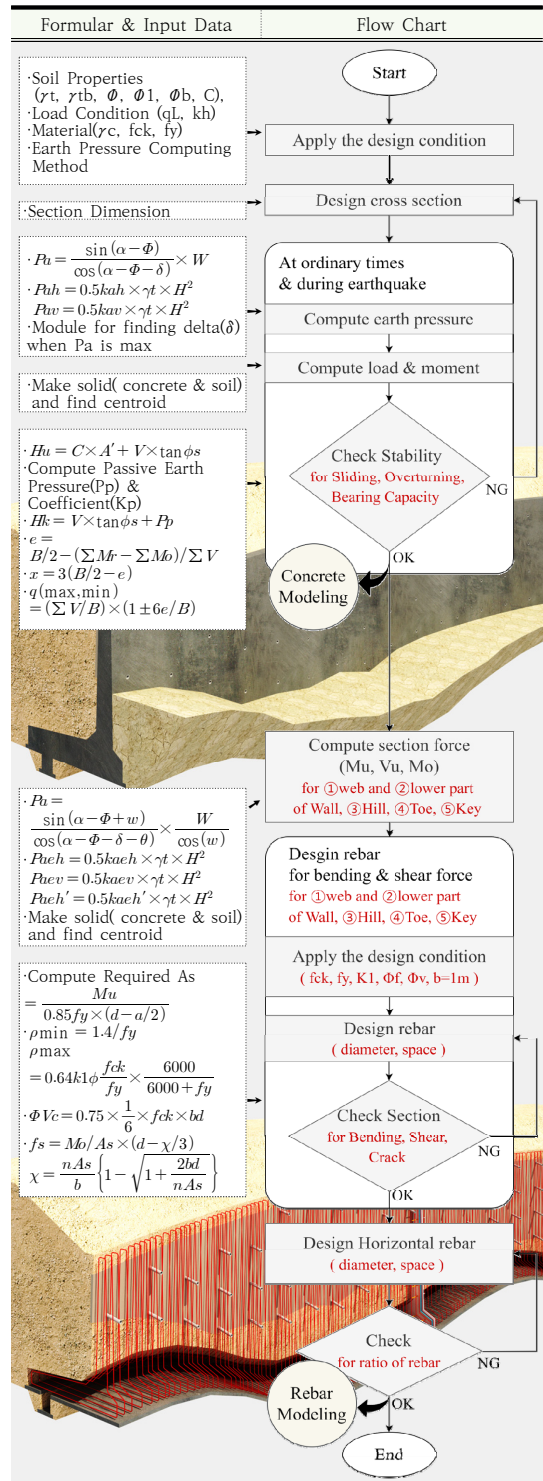 Formular & Input Data
Flow Chart
·Soil Properties
(γt, γtb, Φ, Φ1, Φb, C),
·Load Condition (qL, kh)
·Material(γc, fck, fy)
·Earth Pressure Computing
Method
·Section Dimension
·Pa = sin(α−Φ)/cos(α−Φ−δ) × W
·Pah = 0.5kah×γt×H²
Pav = 0.5kav×γt×H²
·Module for finding delta(δ)
when Pa is max
·Make solid( concrete & soil)
and find centroid
·Hu = C×A′+ V×tanϕs
·Compute Passive Earth
Pressure(Pp) &
Coefficient(Kp)
·Hk = V×tanϕs + Pp
·e =
B/2−(∑Mr−∑Mo)/∑V
·x = 3(B/2−e)
·q(max,min)
=(∑V/B)×(1±6e/B)
·Pa =
sin(α−Φ+w)/cos(α−Φ−δ−θ) × W/cos(w)
·Paeh = 0.5kaeh×γt×H²
Paev = 0.5kaev×γt×H²
Paeh′ = 0.5kaeh′×γt×H²
·Make solid( concrete & soil)
and find centroid
·Compute Required As
= Mu/0.85fy×(d−a/2)
·ρmin = 1.4/fy
ρmax
= 0.64k1ϕ fck/fy × 6000/6000+fy
·ΦVc = 0.75× 1/6 ×fck×bd
·fs = Mo/As×(d−χ/3)
χ = nAs/b {1−√1+ 2bd/nAs}
Start
Apply the design condition
Design cross section
At ordinary times
& during earthquake
Compute earth pressure
Compute load & moment
Check Stability
for Sliding, Overturning,
Bearing Capacity
NG
OK
Concrete
Modeling
Compute section force
(Mu, Vu, Mo)
for ①web and ②lower part
of Wall, ③Hill, ④Toe, ⑤Key
Desgin rebar
for bending & shear force
for ①web and ②lower part
of Wall, ③Hill, ④Toe, ⑤Key
Apply the design condition
( fck, fy, K1, Φf, Φv, b=1m )
Design rebar
( diameter, space )
Check Section
for Bending, Shear,
Crack
NG
OK
Design Horizontal rebar
( diameter, space )
Check
for ratio of rebar
NG
OK
Rebar
Modeling
End